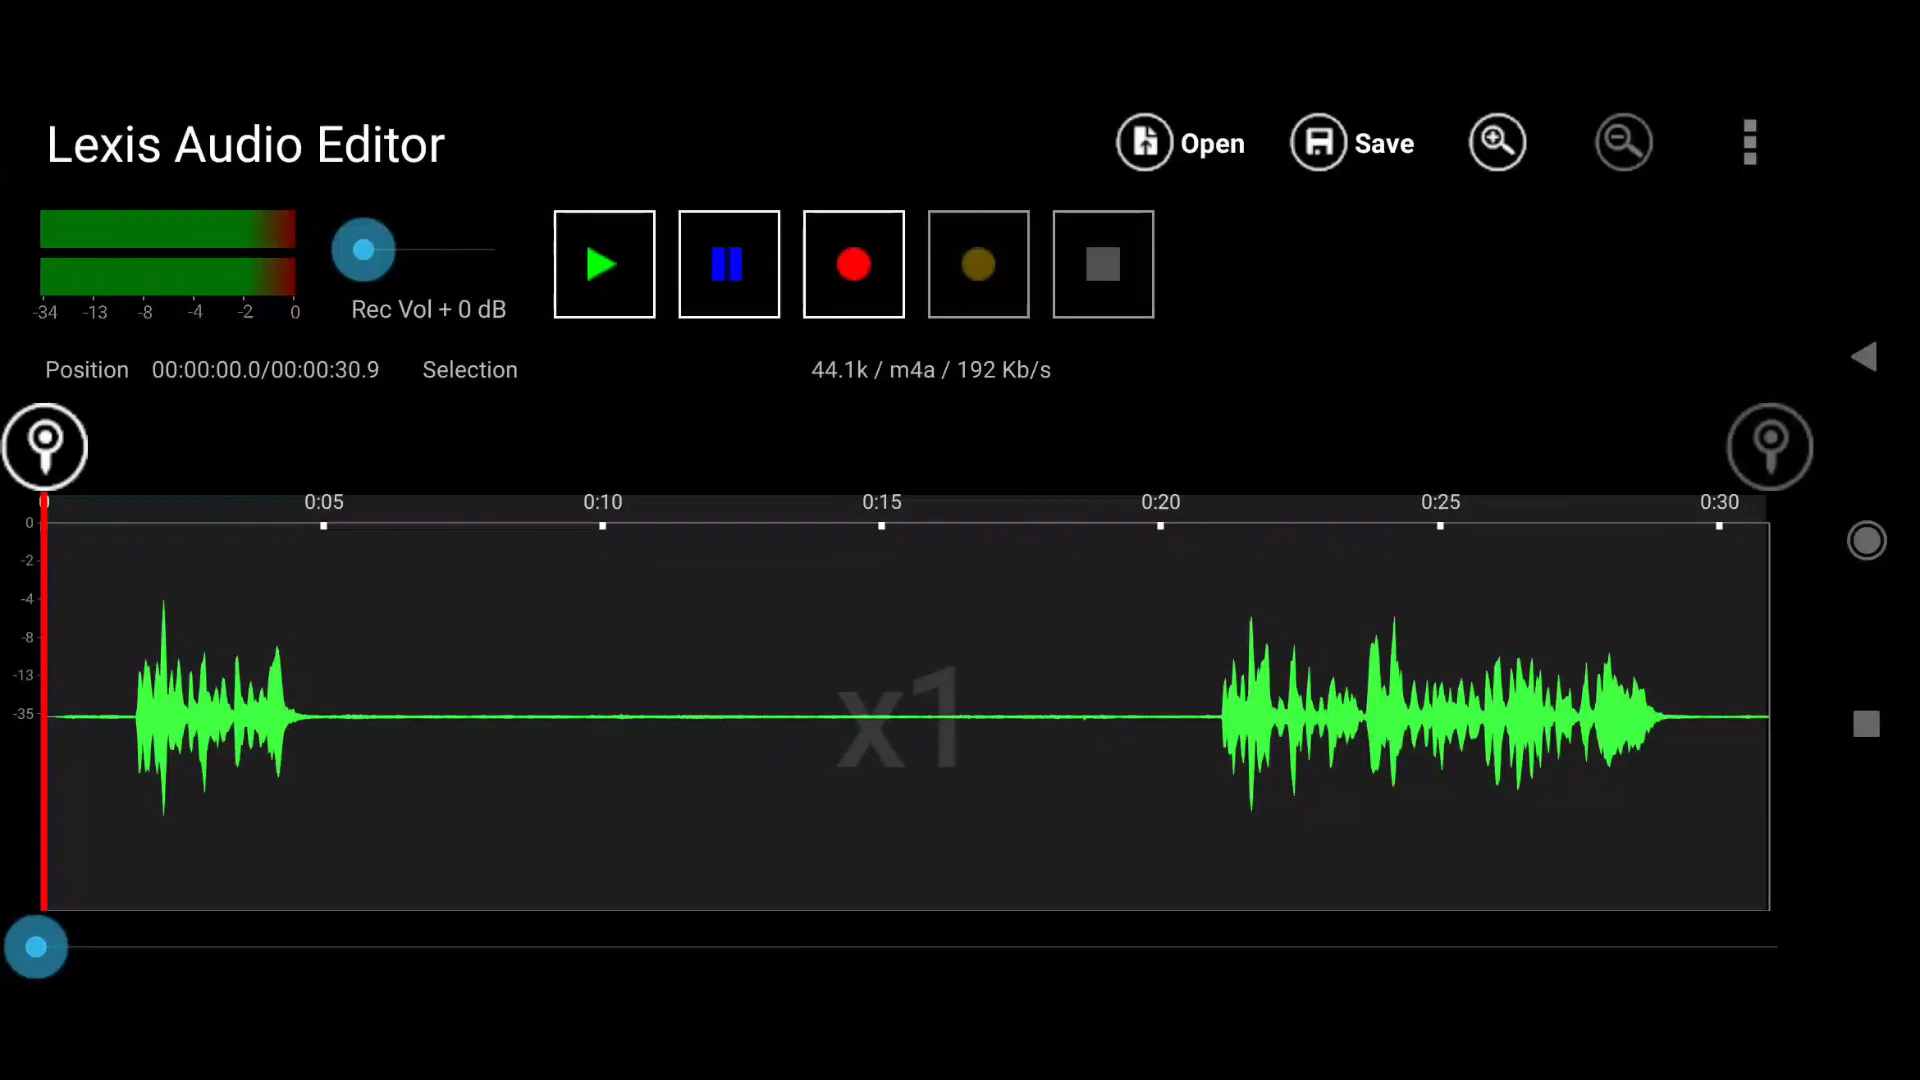 Lexis Audio Editor
Open
Save
-34 -13 -8 -4 -2 0
Rec Vol + 0 dB
Position 00:00:00.0/00:00:30.9 Selection 44.1k / m4a / 192 Kb/s
0 0:05 0:10 0:15 0:20 0:25 0:30
0
-2
-4
-8
-13
-35
x1